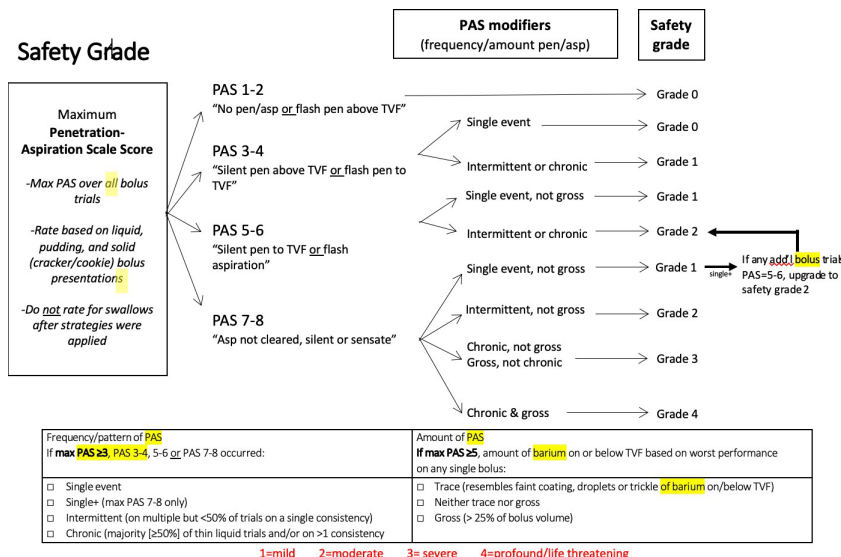 Safety Grade
PAS modifiers
(frequency/amount pen/asp)
Safety
grade
Maximum
Penetration-
Aspiration Scale Score
-Max PAS over all bolus
trials
-Rate based on liquid,
pudding, and solid
(cracker/cookie) bolus
presentations
-Do not rate for swallows
after strategies were
applied
PAS 1-2
“No pen/asp or flash pen above TVF”
Grade 0
PAS 3-4
“Silent pen above TVF or flash pen to
TVF”
Single event
Grade 0
Intermittent or chronic
Grade 1
PAS 5-6
“Silent pen to TVF or flash
aspiration”
Single event, not gross
Grade 1
Intermittent or chronic
Grade 2
PAS 7-8
“Asp not cleared, silent or sensate”
Single event, not gross
Grade 1
single+
If any add'l bolus trial
PAS=5-6, upgrade to
safety grade 2
Intermittent, not gross
Grade 2
Chronic, not gross
Gross, not chronic
Grade 3
Chronic & gross
Grade 4
Frequency/pattern of PAS
If max PAS ≥3, PAS 3-4, 5-6 or PAS 7-8 occurred:
☐ Single event
☐ Single+ (max PAS 7-8 only)
☐ Intermittent (on multiple but <50% of trials on a single consistency)
☐ Chronic (majority [≥50%] of thin liquid trials and/or on >1 consistency
Amount of PAS
If max PAS ≥5, amount of barium on or below TVF based on worst performance
on any single bolus:
☐ Trace (resembles faint coating, droplets or trickle of barium on/below TVF)
☐ Neither trace nor gross
☐ Gross (> 25% of bolus volume)
1=mild 2=moderate 3= severe 4=profound/life threatening